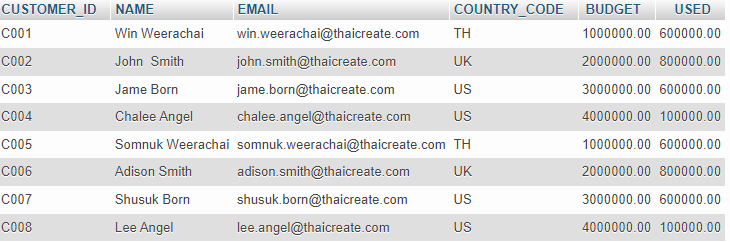 CUSTOMER_ID NAME EMAIL COUNTRY_CODE BUDGET USED
C001 Win Weerachai win.weerachai@thaicreate.com TH 1000000.00 600000.00
C002 John  Smith john.smith@thaicreate.com UK 2000000.00 800000.00
C003 Jame Born jame.born@thaicreate.com US 3000000.00 600000.00
C004 Chalee Angel chalee.angel@thaicreate.com US 4000000.00 100000.00
C005 Somnuk Weerachai somnuk.weerachai@thaicreate.com TH 1000000.00 600000.00
C006 Adison Smith adison.smith@thaicreate.com UK 2000000.00 800000.00
C007 Shusuk Born shusuk.born@thaicreate.com US 3000000.00 600000.00
C008 Lee Angel lee.angel@thaicreate.com US 4000000.00 100000.00